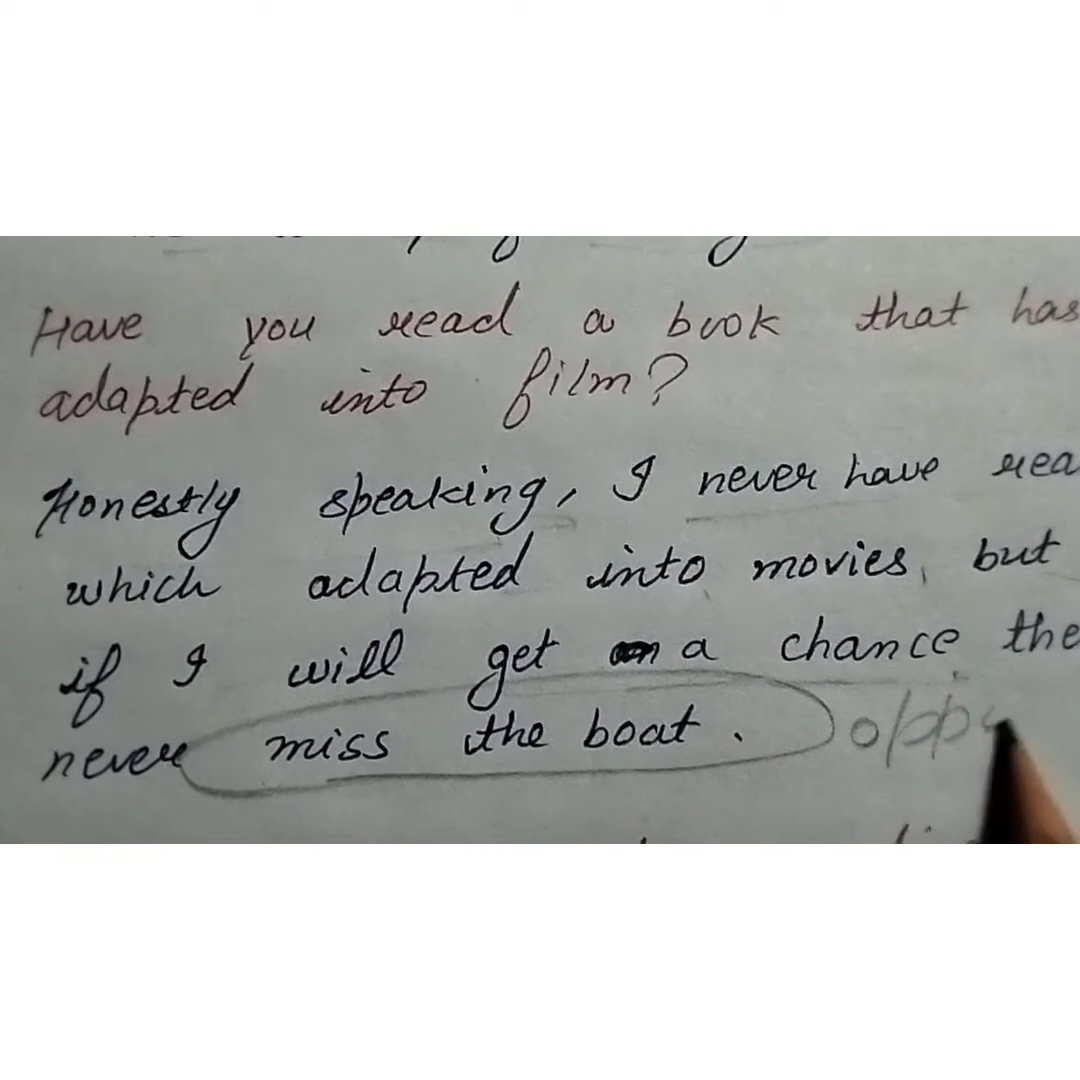 Have you read a book that has
adapted into film?
Honestly speaking, I never have rea
which adapted into movies, but
if I will get a chance the
never miss the boat. oppo